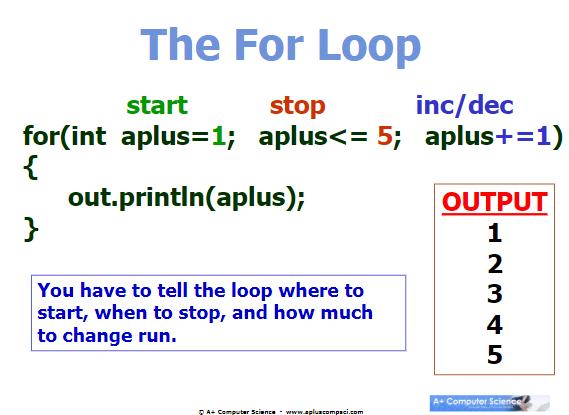 The For Loop
start stop inc/dec
for(int aplus=1; aplus<= 5; aplus+=1)
{
out.println(aplus);
}
OUTPUT
1
2
3
4
5
You have to tell the loop where to
start, when to stop, and how much
to change run.
© A+ Computer Science - www.apluscompsci.com
A+ Computer Science